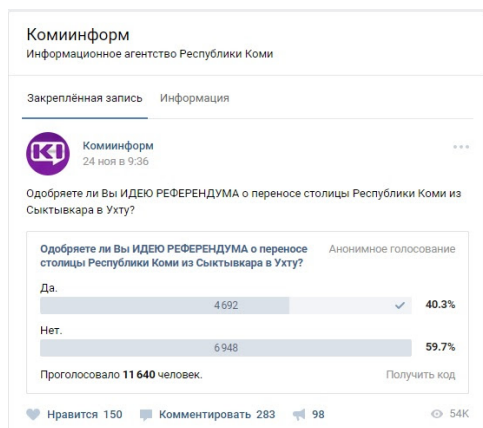 Комиинформ
Информационное агентство Республики Коми
Закреплённая запись Информация
KI
Комиинформ
24 ноя в 9:36
Одобряете ли Вы ИДЕЮ РЕФЕРЕНДУМА о переносе столицы Республики Коми из
Сыктывкара в Ухту?
Одобряете ли Вы ИДЕЮ РЕФЕРЕНДУМА о переносе Анонимное голосование
столицы Республики Коми из Сыктывкара в Ухту?
Да.
4 692 40.3%
Нет.
6 948 59.7%
Проголосовало 11 640 человек. Получить код
Нравится 150 Комментировать 283 98 54K